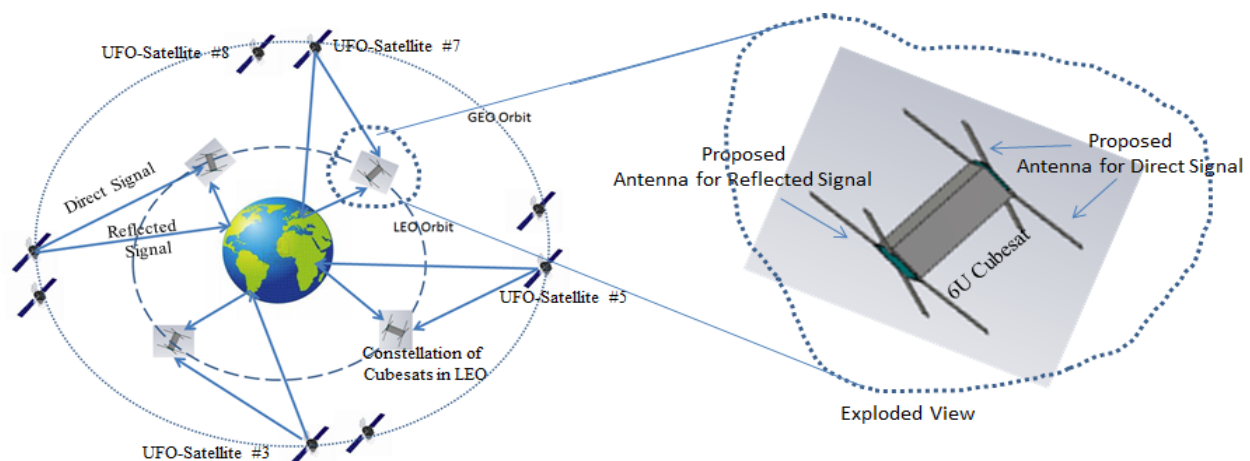 UFO-Satellite #8
UFO-Satellite #7
GEO Orbit
Direct Signal
Reflected
Signal
LEO Orbit
UFO-Satellite #5
Constellation of
Cubesats in LEO
UFO-Satellite #3
Proposed
Antenna for Reflected Signal
Proposed
Antenna for Direct Signal
6U Cubesat
Exploded View